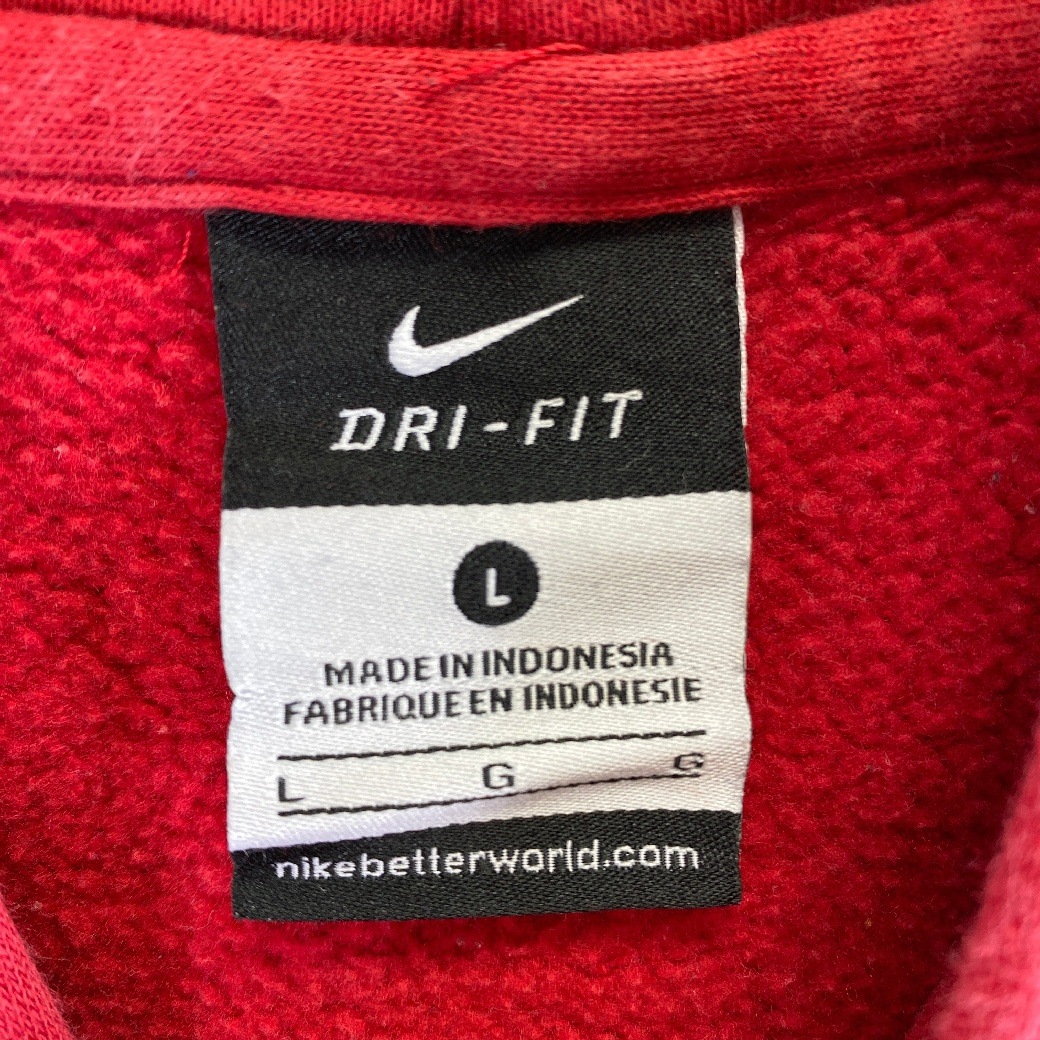 DRI-FIT
L
MADE IN INDONESIA
FABRIQUE EN INDONESIE
L G G
nikebetterworld.com